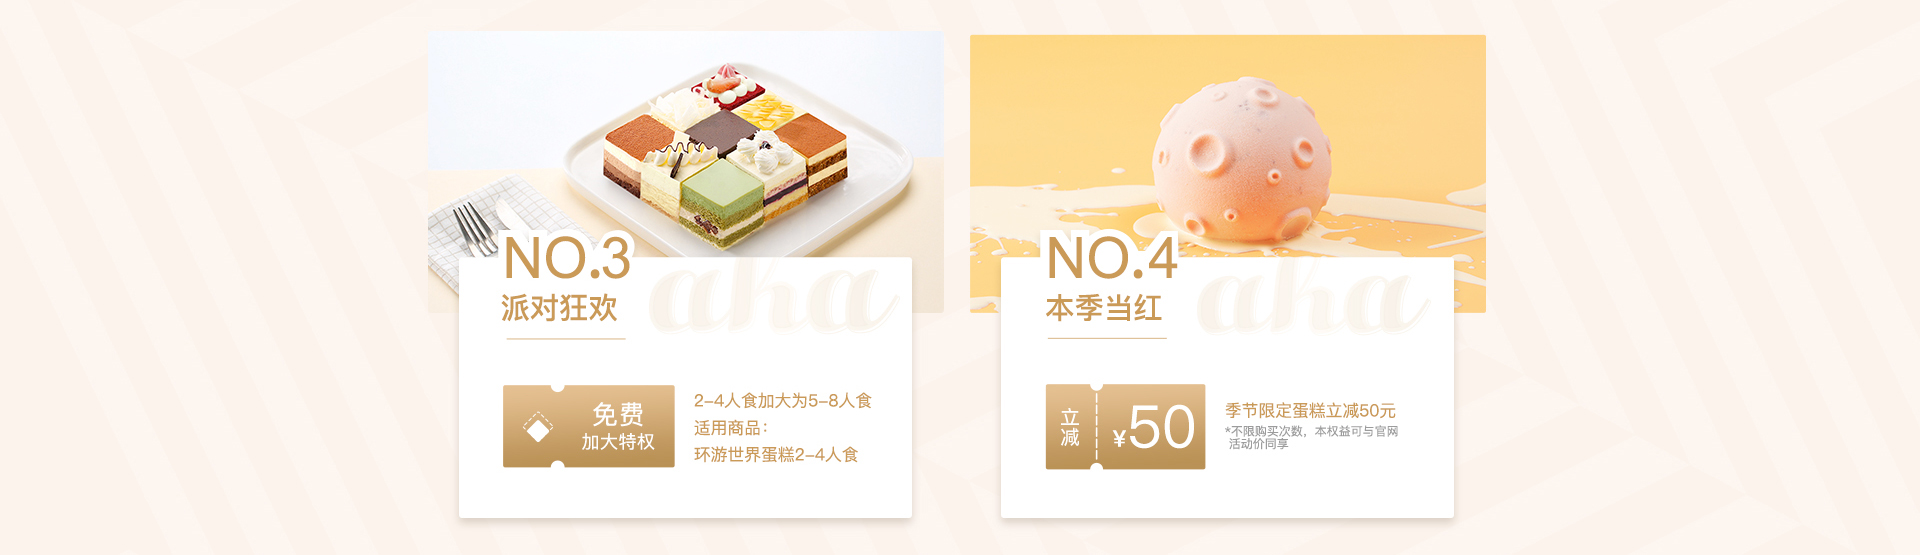 NO.3
派对狂欢
aka
免费
加大特权
2-4人食加大为5-8人食
适用商品：
环游世界蛋糕2-4人食
NO.4
本季当红
aka
立减
¥50
季节限定蛋糕立减50元
*不限购买次数，本权益可与官网
活动价同享